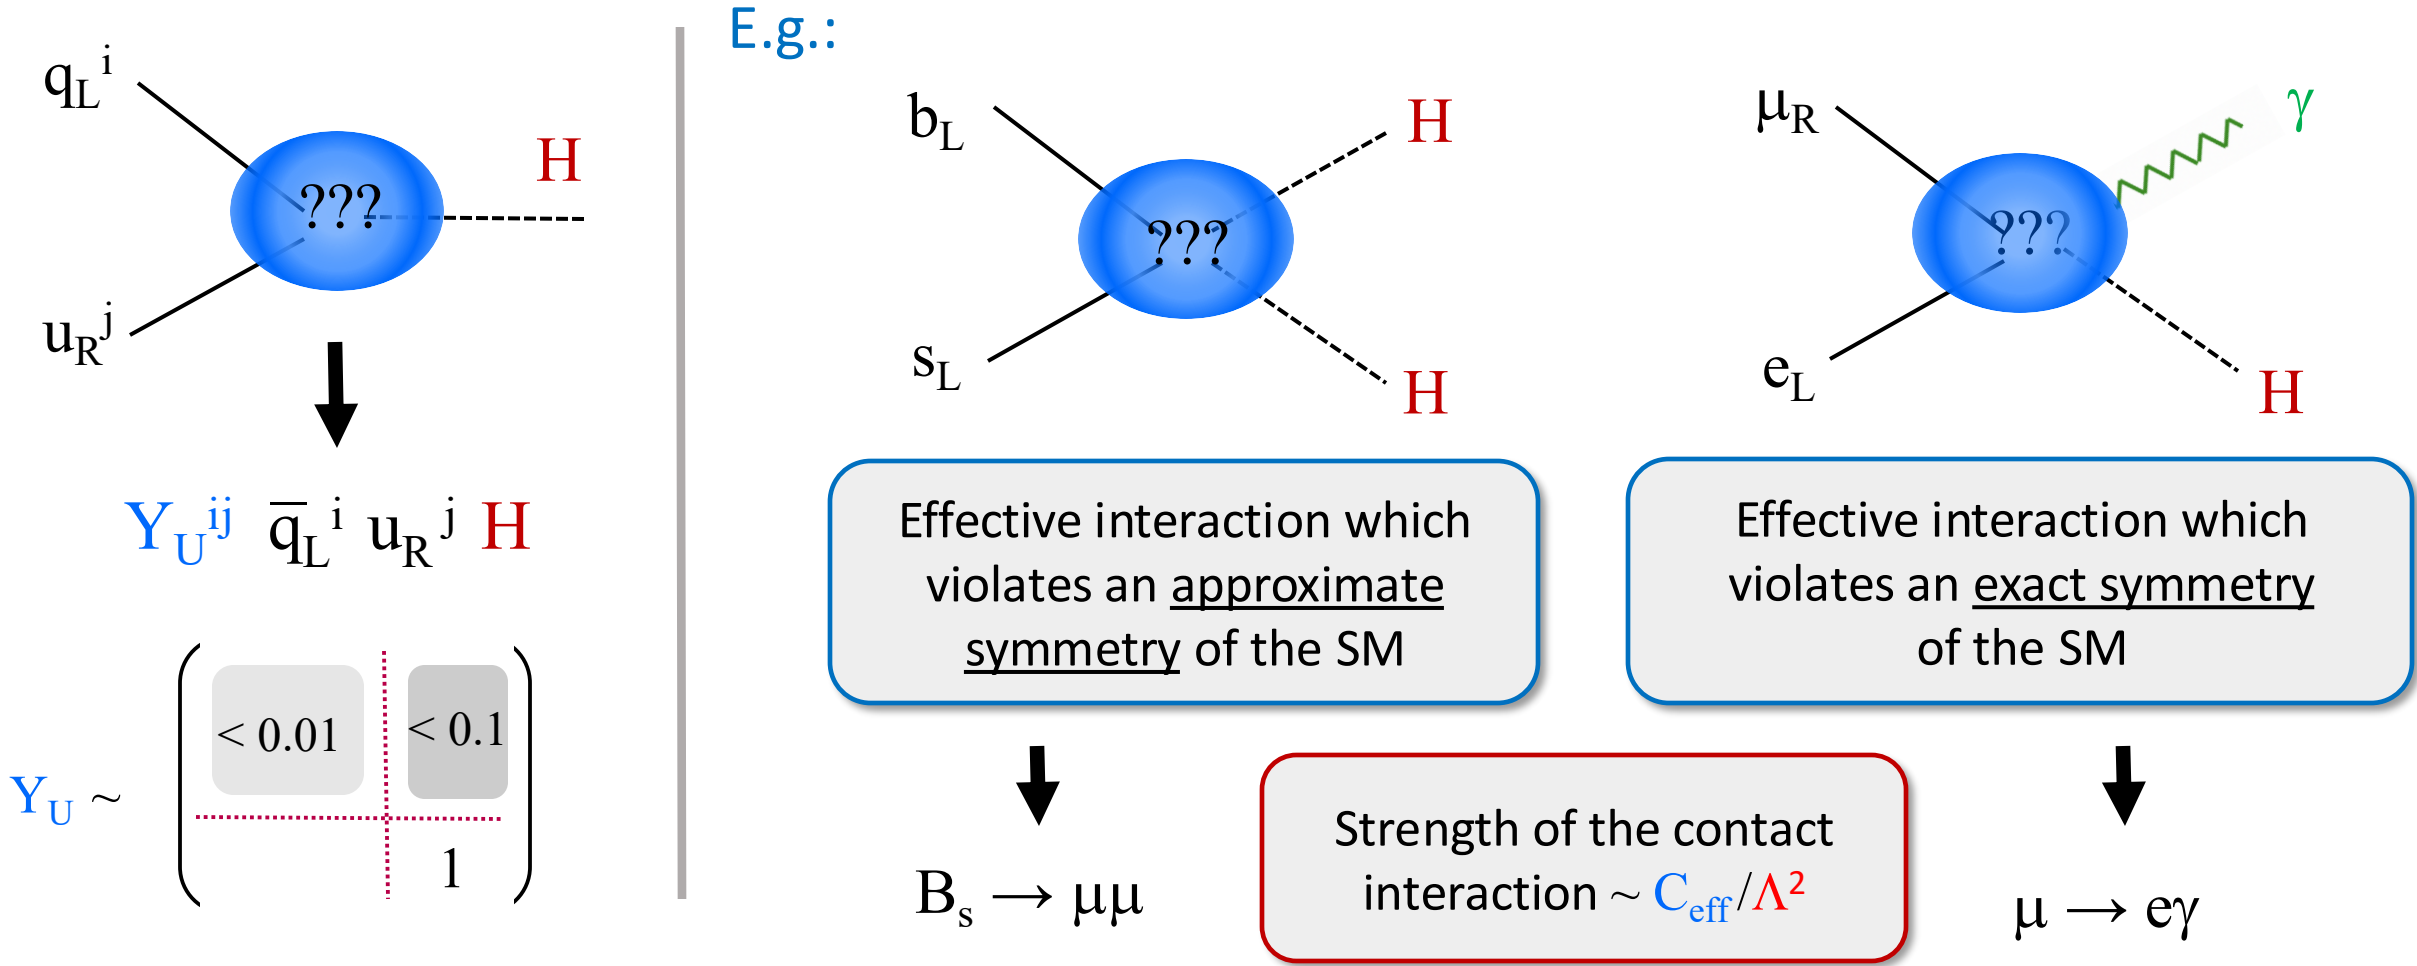 q_L^i
H
???
u_R^j
Y_U^ij q̅_L^i u_R^j H
Y_U ~
< 0.01
< 0.1
1
E.g.:
b_L
H
???
s_L
H
Effective interaction which
violates an approximate
symmetry of the SM
B_s → μμ
μ_R
γ
???
e_L
H
Effective interaction which
violates an exact symmetry
of the SM
μ → eγ
Strength of the contact
interaction ~ C_eff/Λ²